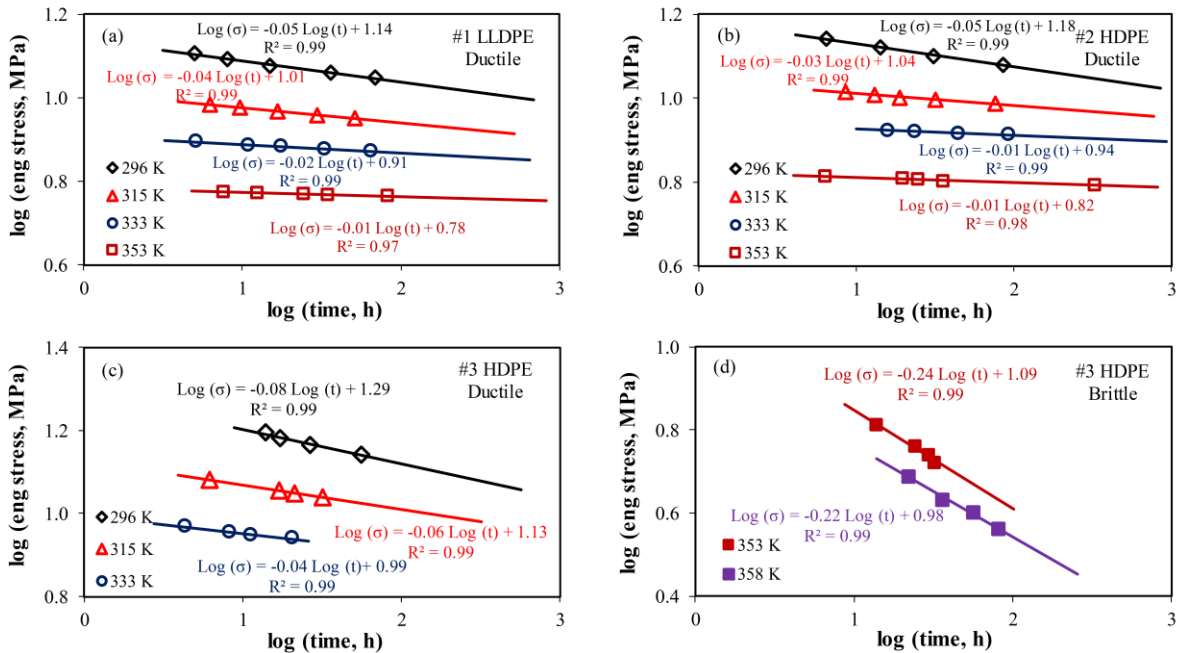 (a)
#1 LLDPE
Ductile
Log (σ) = -0.05 Log (t) + 1.14
R² = 0.99
Log (σ) = -0.04 Log (t) + 1.01
R² = 0.99
Log (σ) = -0.02 Log (t) + 0.91
R² = 0.99
Log (σ) = -0.01 Log (t) + 0.78
R² = 0.97
296 K
315 K
333 K
353 K
log (eng stress, MPa)
1.2
1.0
0.8
0.6
0
1
2
3
log (time, h)
(b)
#2 HDPE
Ductile
Log (σ) = -0.05 Log (t) + 1.18
R² = 0.99
Log (σ) = -0.03 Log (t) + 1.04
R² = 0.99
Log (σ) = -0.01 Log (t) + 0.94
R² = 0.99
Log (σ) = -0.01 Log (t) + 0.82
R² = 0.98
296 K
315 K
333 K
353 K
log (eng stress, MPa)
1.2
1.0
0.8
0.6
0
1
2
3
log (time, h)
(c)
#3 HDPE
Ductile
Log (σ) = -0.08 Log (t) + 1.29
R² = 0.99
Log (σ) = -0.06 Log (t) + 1.13
R² = 0.99
Log (σ) = -0.04 Log (t)+ 0.99
R² = 0.99
296 K
315 K
333 K
log (eng stress, MPa)
1.4
1.2
1.0
0.8
0
1
2
3
log (time, h)
(d)
#3 HDPE
Brittle
Log (σ) = -0.24 Log (t) + 1.09
R² = 0.99
Log (σ) = -0.22 Log (t) + 0.98
R² = 0.99
353 K
358 K
log (eng stress, MPa)
1.0
0.8
0.6
0.4
0
1
2
3
log (time, h)